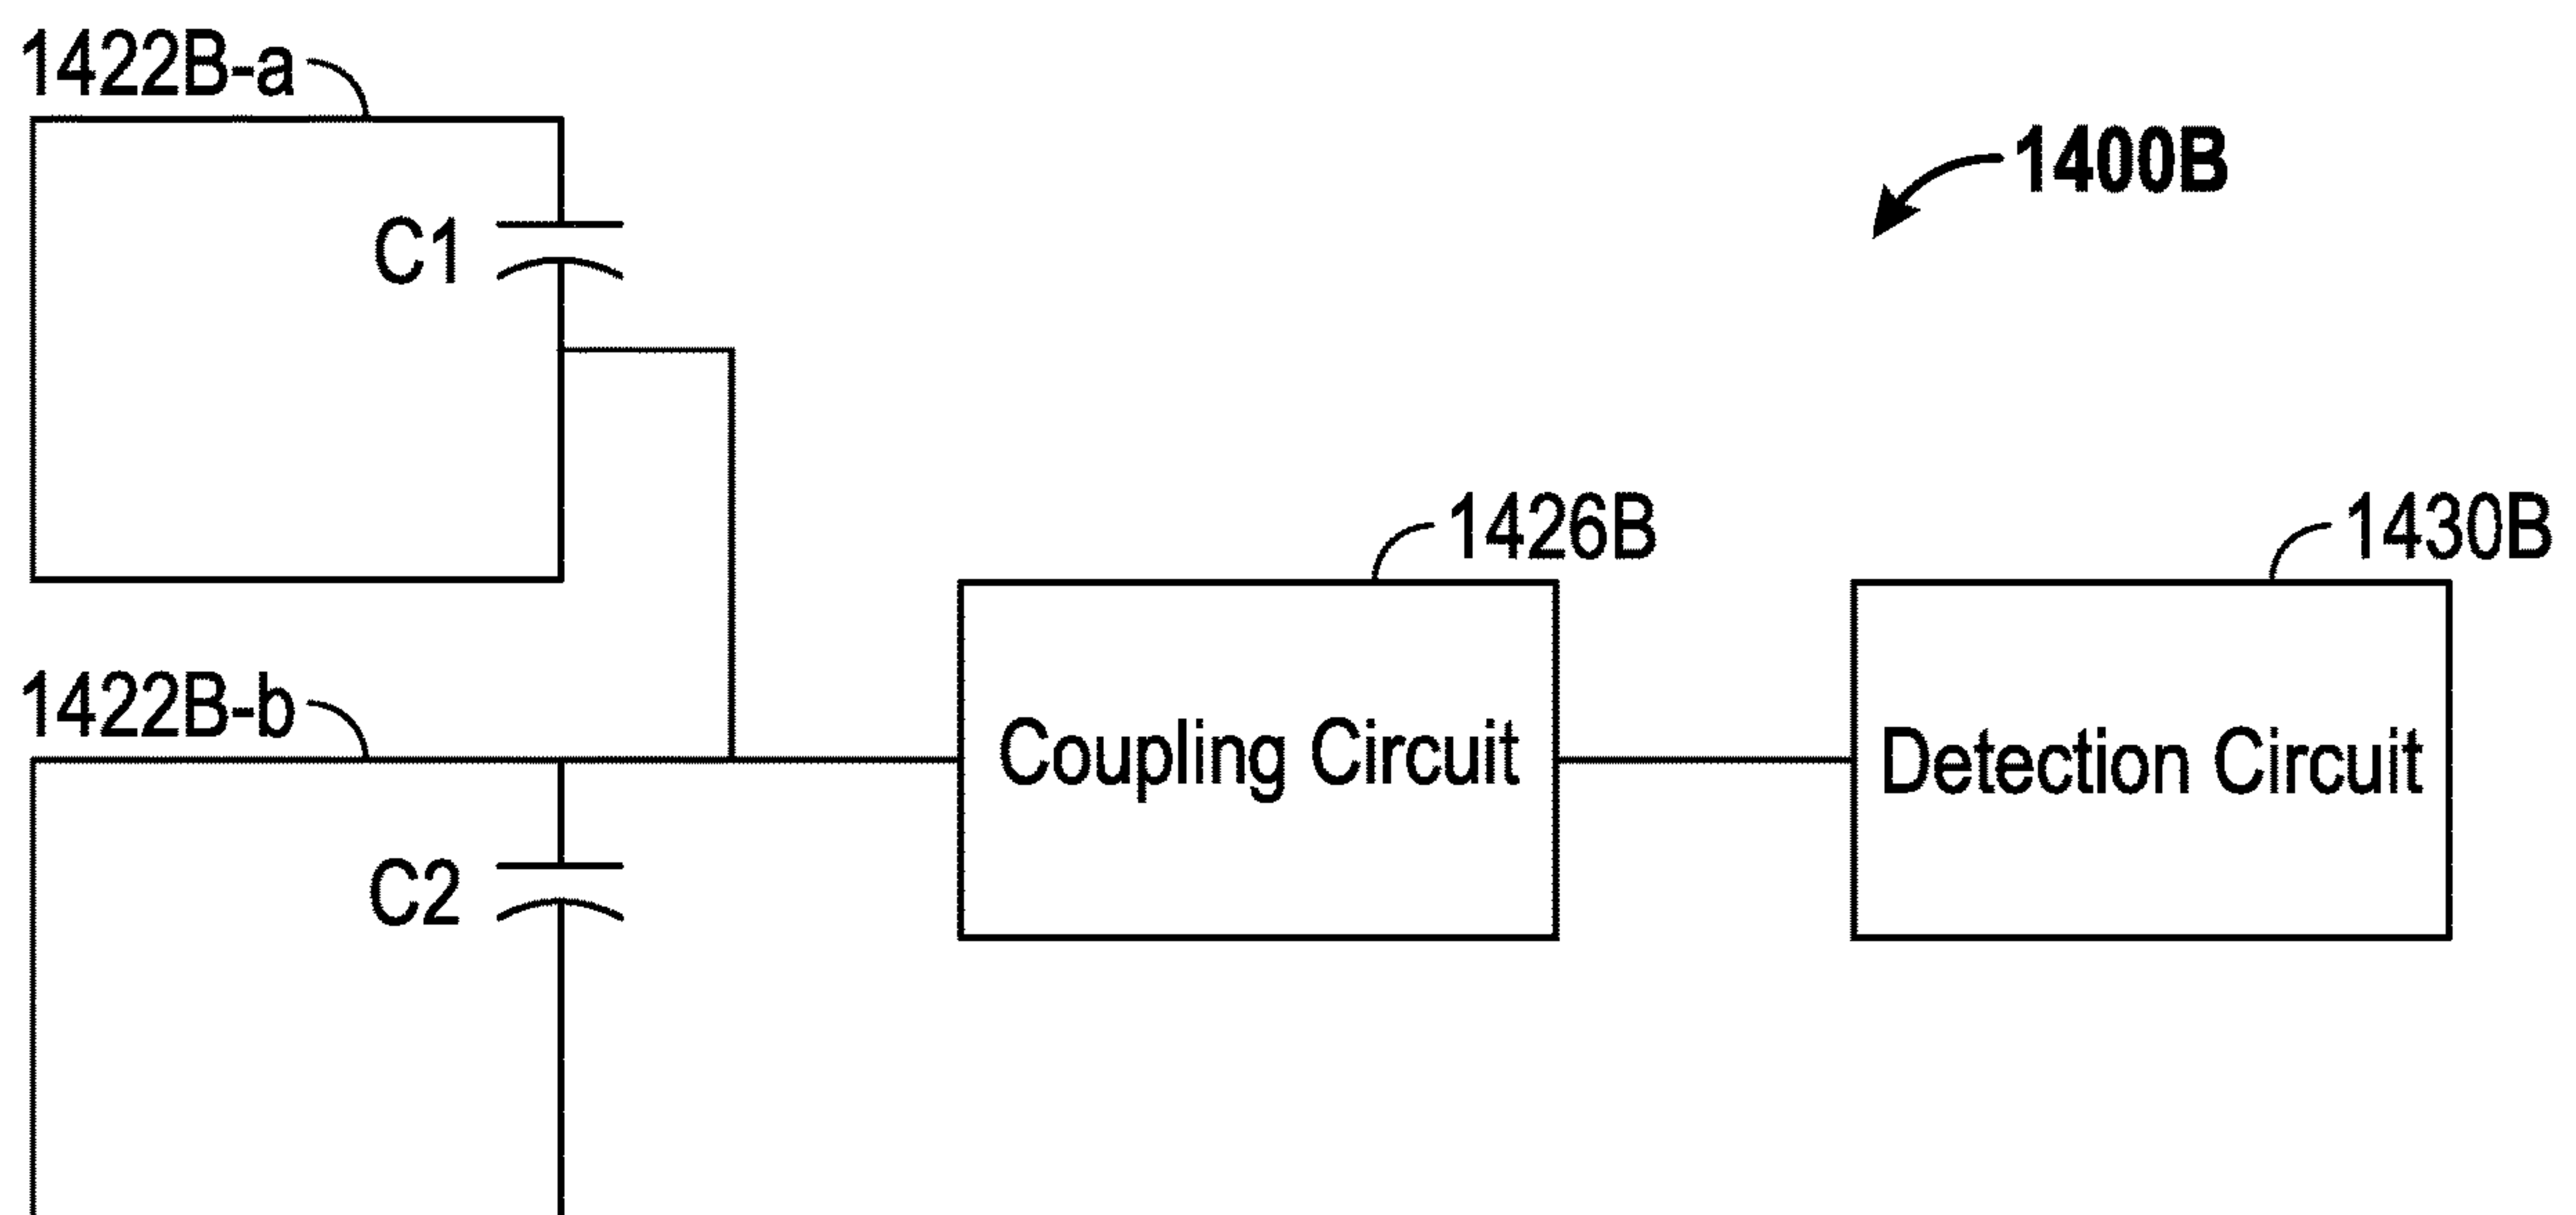 1422B-a
1400B
C1
1426B
1430B
1422B-b
Coupling Circuit
Detection Circuit
C2